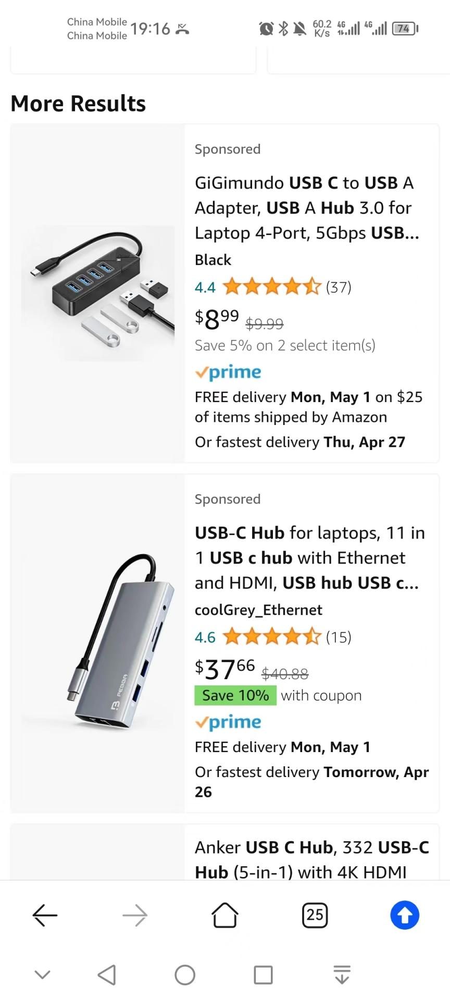 China Mobile
China Mobile
19:16
60.2
K/s
4G
4G
74
More Results
Sponsored
GiGimundo USB C to USB A
Adapter, USB A Hub 3.0 for
Laptop 4-Port, 5Gbps USB...
Black
4.4 (37)
$8 99 $9.99
Save 5% on 2 select item(s)
prime
FREE delivery Mon, May 1 on $25
of items shipped by Amazon
Or fastest delivery Thu, Apr 27
Sponsored
USB-C Hub for laptops, 11 in
1 USB c hub with Ethernet
and HDMI, USB hub USB c...
coolGrey_Ethernet
4.6 (15)
$37 66 $40.88
Save 10% with coupon
prime
FREE delivery Mon, May 1
Or fastest delivery Tomorrow, Apr
26
FEBBA
Anker USB C Hub, 332 USB-C
Hub (5-in-1) with 4K HDMI
25